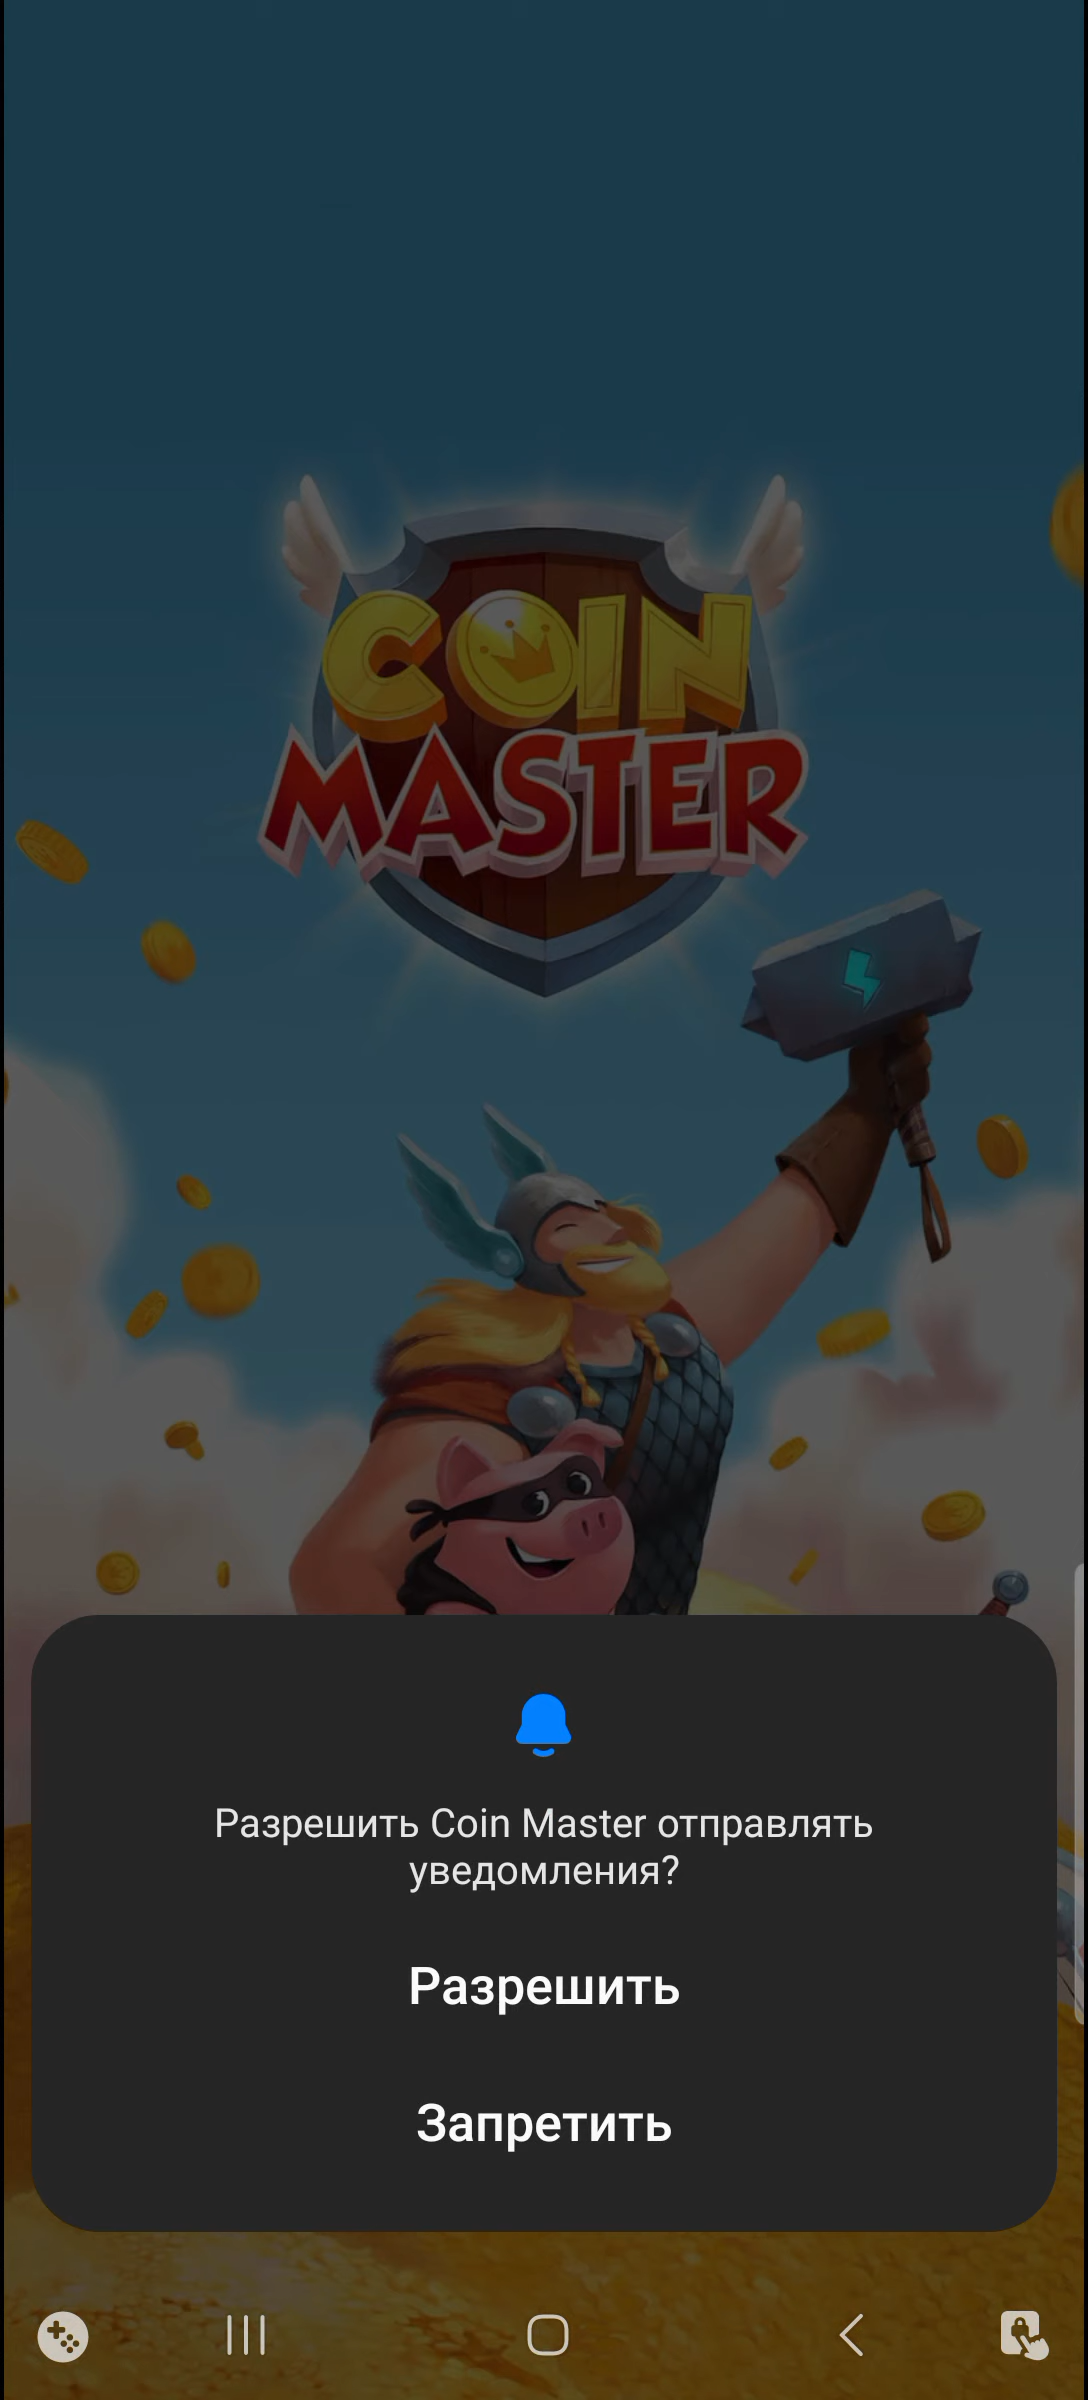 COIN
MASTER
Разрешить Coin Master отправлять
уведомления?
Разрешить
Запретить